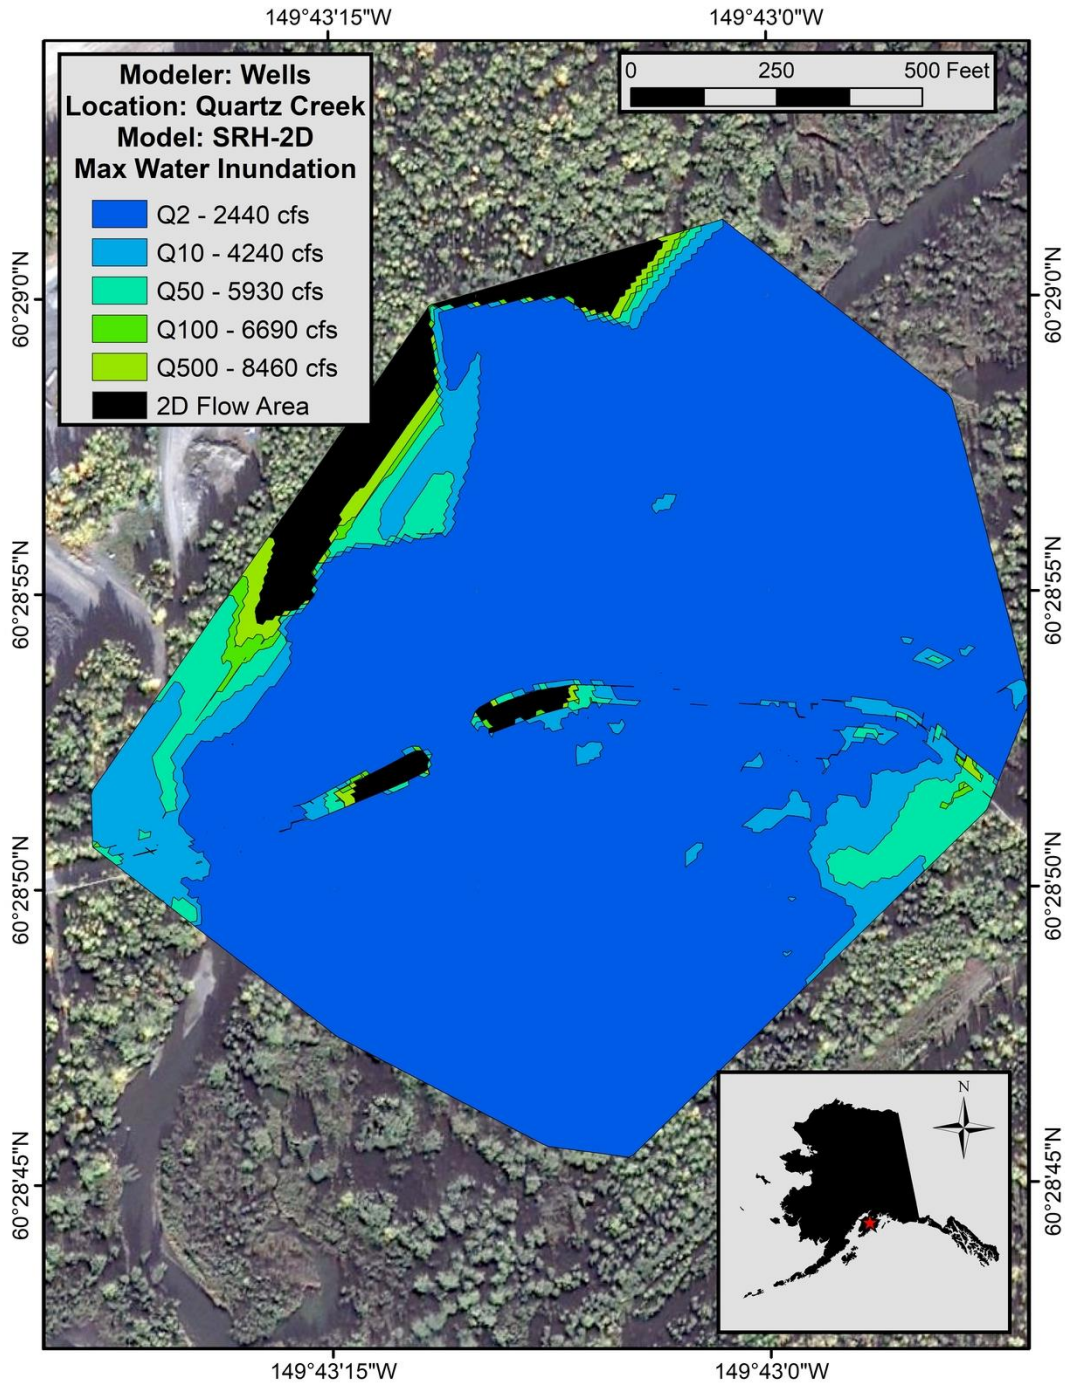 149°43'15"W 149°43'0"W
Modeler: Wells
Location: Quartz Creek
Model: SRH-2D
Max Water Inundation
Q2 - 2440 cfs
Q10 - 4240 cfs
Q50 - 5930 cfs
Q100 - 6690 cfs
Q500 - 8460 cfs
2D Flow Area
0 250 500 Feet
60°29'0"N
60°28'55"N
60°28'50"N
60°28'45"N
60°29'0"N
60°28'55"N
60°28'50"N
60°28'45"N
N
149°43'15"W 149°43'0"W